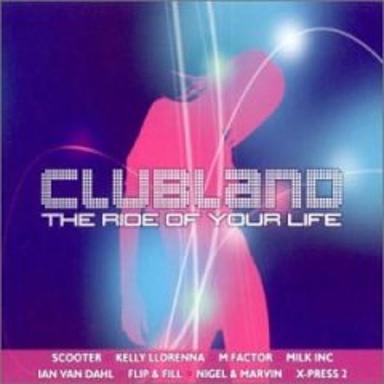 CLUBLAND
THE RIDE OF YOUR LIFE
SCOOTER KELLY LLORENNA M FACTOR MILK INC
IAN VAN DAHL FLIP & FILL NIGEL & MARVIN X-PRESS 2